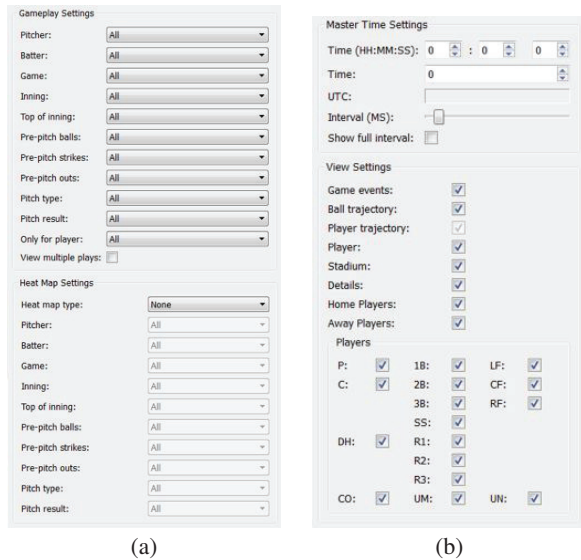 Gameplay Settings
Pitcher: All
Batter: All
Game: All
Inning: All
Top of inning: All
Pre-pitch balls: All
Pre-pitch strikes: All
Pre-pitch outs: All
Pitch type: All
Pitch result: All
Only for player: All
View multiple plays:
Heat Map Settings
Heat map type: None
Pitcher: All
Batter: All
Game: All
Inning: All
Top of inning: All
Pre-pitch balls: All
Pre-pitch strikes: All
Pre-pitch outs: All
Pitch type: All
Pitch result: All
(a)
Master Time Settings
Time (HH:MM:SS): 0 : 0 0
Time: 0
UTC:
Interval (MS):
Show full interval:
View Settings
Game events:
Ball trajectory:
Player trajectory:
Player:
Stadium:
Details:
Home Players:
Away Players:
Players
P: 1B: LF:
C: 2B: CF:
3B: RF:
SS:
DH: R1:
R2:
R3:
CO: UM: UN:
(b)